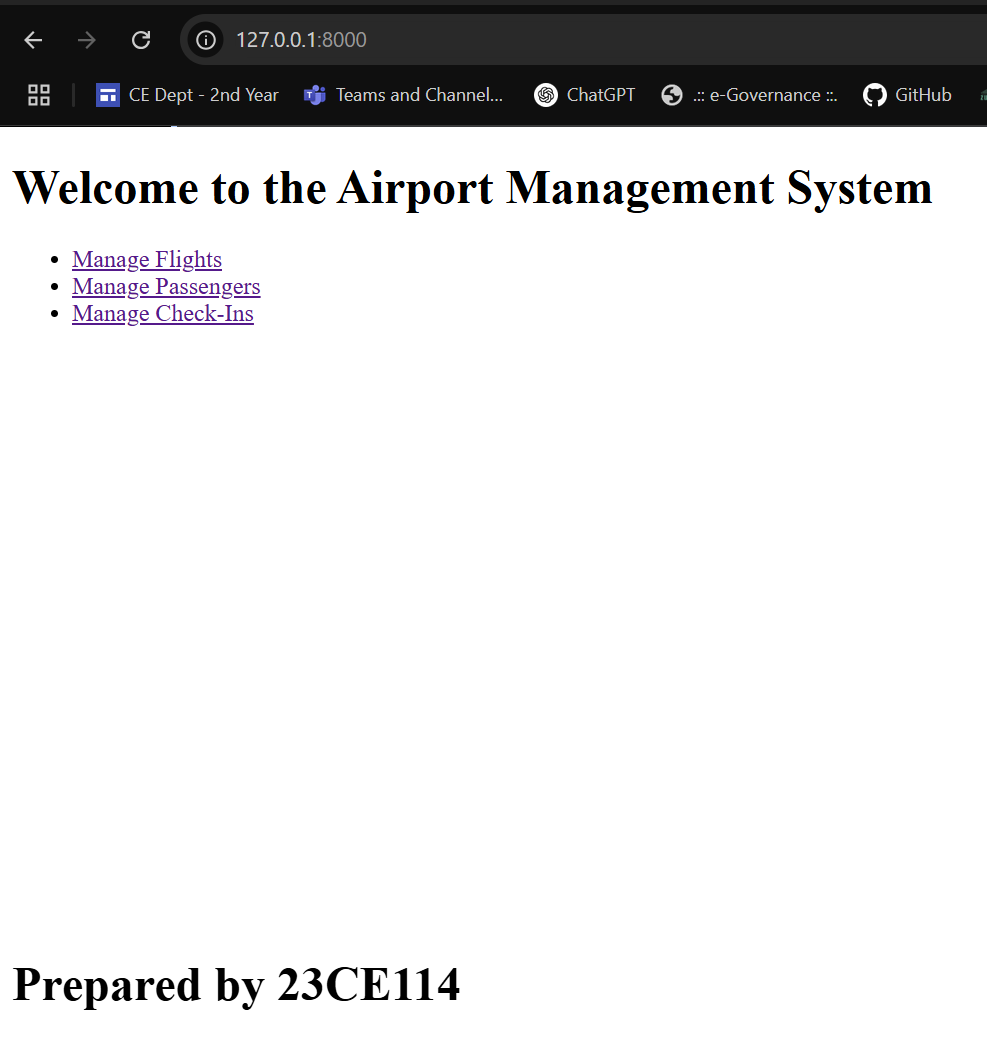 127.0.0.1:8000
CE Dept - 2nd Year Teams and Channel... ChatGPT .:: e-Governance ::. GitHub
Welcome to the Airport Management System
• Manage Flights
• Manage Passengers
• Manage Check-Ins
Prepared by 23CE114